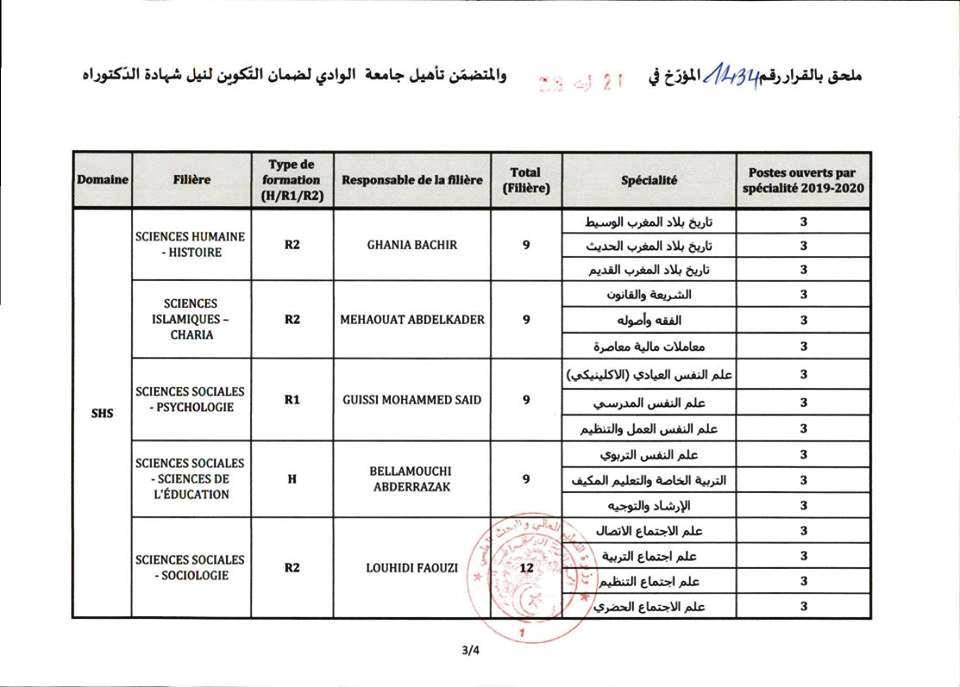 ملحق بالقرار رقم 1434 المؤرّخ في 21 والمتضمّن تأهيل جامعة الوادي لضمان التّكوين لنيل شهادة الدّكتوراه
Domaine Filière Type de formation (H/R1/R2) Responsable de la filière Total (Filière) Spécialité Postes ouverts par spécialité 2019-2020
SHS
SCIENCES HUMAINE
- HISTOIRE
R2
GHANIA BACHIR
9
تاريخ بلاد المغرب الوسيط 3
تاريخ بلاد المغرب الحديث 3
تاريخ بلاد المغرب القديم 3
SCIENCES
ISLAMIQUES –
CHARIA
R2
MEHAOUAT ABDELKADER
9
الشريعة والقانون 3
الفقه وأصوله 3
معاملات مالية معاصرة 3
SCIENCES SOCIALES
- PSYCHOLOGIE
R1
GUISSI MOHAMMED SAID
9
علم النفس العيادي (الاكلينيكي) 3
علم النفس المدرسي 3
علم النفس العمل والتنظيم 3
SCIENCES SOCIALES
- SCIENCES DE
L'ÉDUCATION
H
BELLAMOUCHI
ABDERRAZAK
9
علم النفس التربوي 3
التربية الخاصة والتعليم المكيف 3
الإرشاد والتوجيه 3
SCIENCES SOCIALES
- SOCIOLOGIE
R2
LOUHIDI FAOUZI
12
علم الاجتماع الاتصال 3
علم اجتماع التربية 3
علم اجتماع التنظيم 3
علم الاجتماع الحضري 3
1
3/4